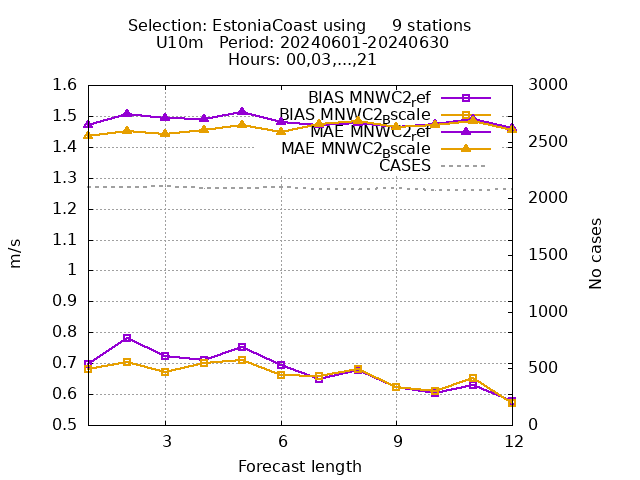 Selection: EstoniaCoast using 9 stations
U10m Period: 20240601-20240630
Hours: 00,03,...,21
BIAS MNWC2_ref
BIAS MNWC2_Bscale
MAE MNWC2_ref
MAE MNWC2_Bscale
CASES
1.6
1.5
1.4
1.3
1.2
1.1
1
0.9
0.8
0.7
0.6
0.5
3000
2500
2000
1500
1000
500
0
3 6 9 12
m/s
No cases
Forecast length